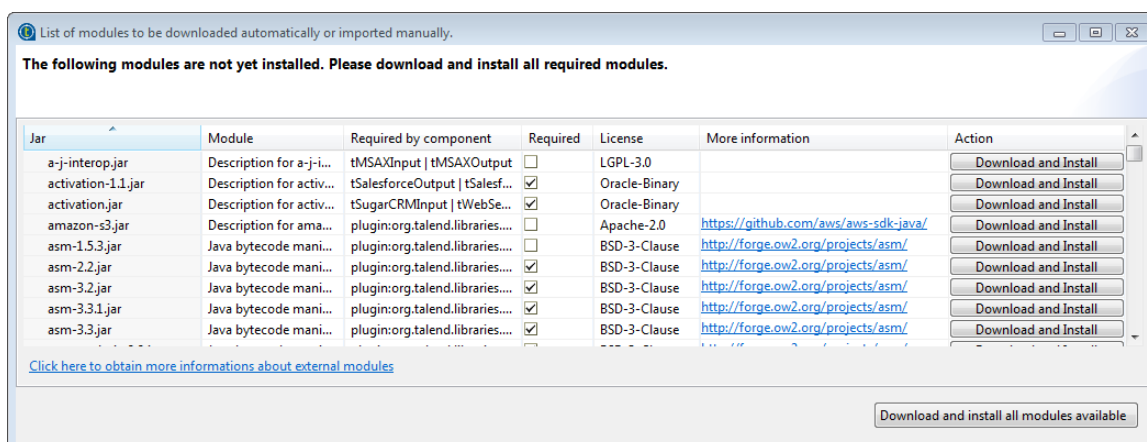 List of modules to be downloaded automatically or imported manually.
The following modules are not yet installed. Please download and install all required modules.
Jar Module Required by component Required License More information Action
a-j-interop.jar Description for a-j-i... tMSAXInput | tMSAXOutput LGPL-3.0 Download and Install
activation-1.1.jar Description for activ... tSalesforceOutput | tSalesf... Oracle-Binary Download and Install
activation.jar Description for activ... tSugarCRMInput | tWebSe... Oracle-Binary Download and Install
amazon-s3.jar Description for ama... plugin:org.talend.libraries.... Apache-2.0 https://github.com/aws/aws-sdk-java/ Download and Install
asm-1.5.3.jar Java bytecode mani... plugin:org.talend.libraries.... BSD-3-Clause http://forge.ow2.org/projects/asm/ Download and Install
asm-2.2.jar Java bytecode mani... plugin:org.talend.libraries.... BSD-3-Clause http://forge.ow2.org/projects/asm/ Download and Install
asm-3.2.jar Java bytecode mani... plugin:org.talend.libraries.... BSD-3-Clause http://forge.ow2.org/projects/asm/ Download and Install
asm-3.3.1.jar Java bytecode mani... plugin:org.talend.libraries.... BSD-3-Clause http://forge.ow2.org/projects/asm/ Download and Install
asm-3.3.jar Java bytecode mani... plugin:org.talend.libraries.... BSD-3-Clause http://forge.ow2.org/projects/asm/ Download and Install
Click here to obtain more informations about external modules
Download and install all modules available